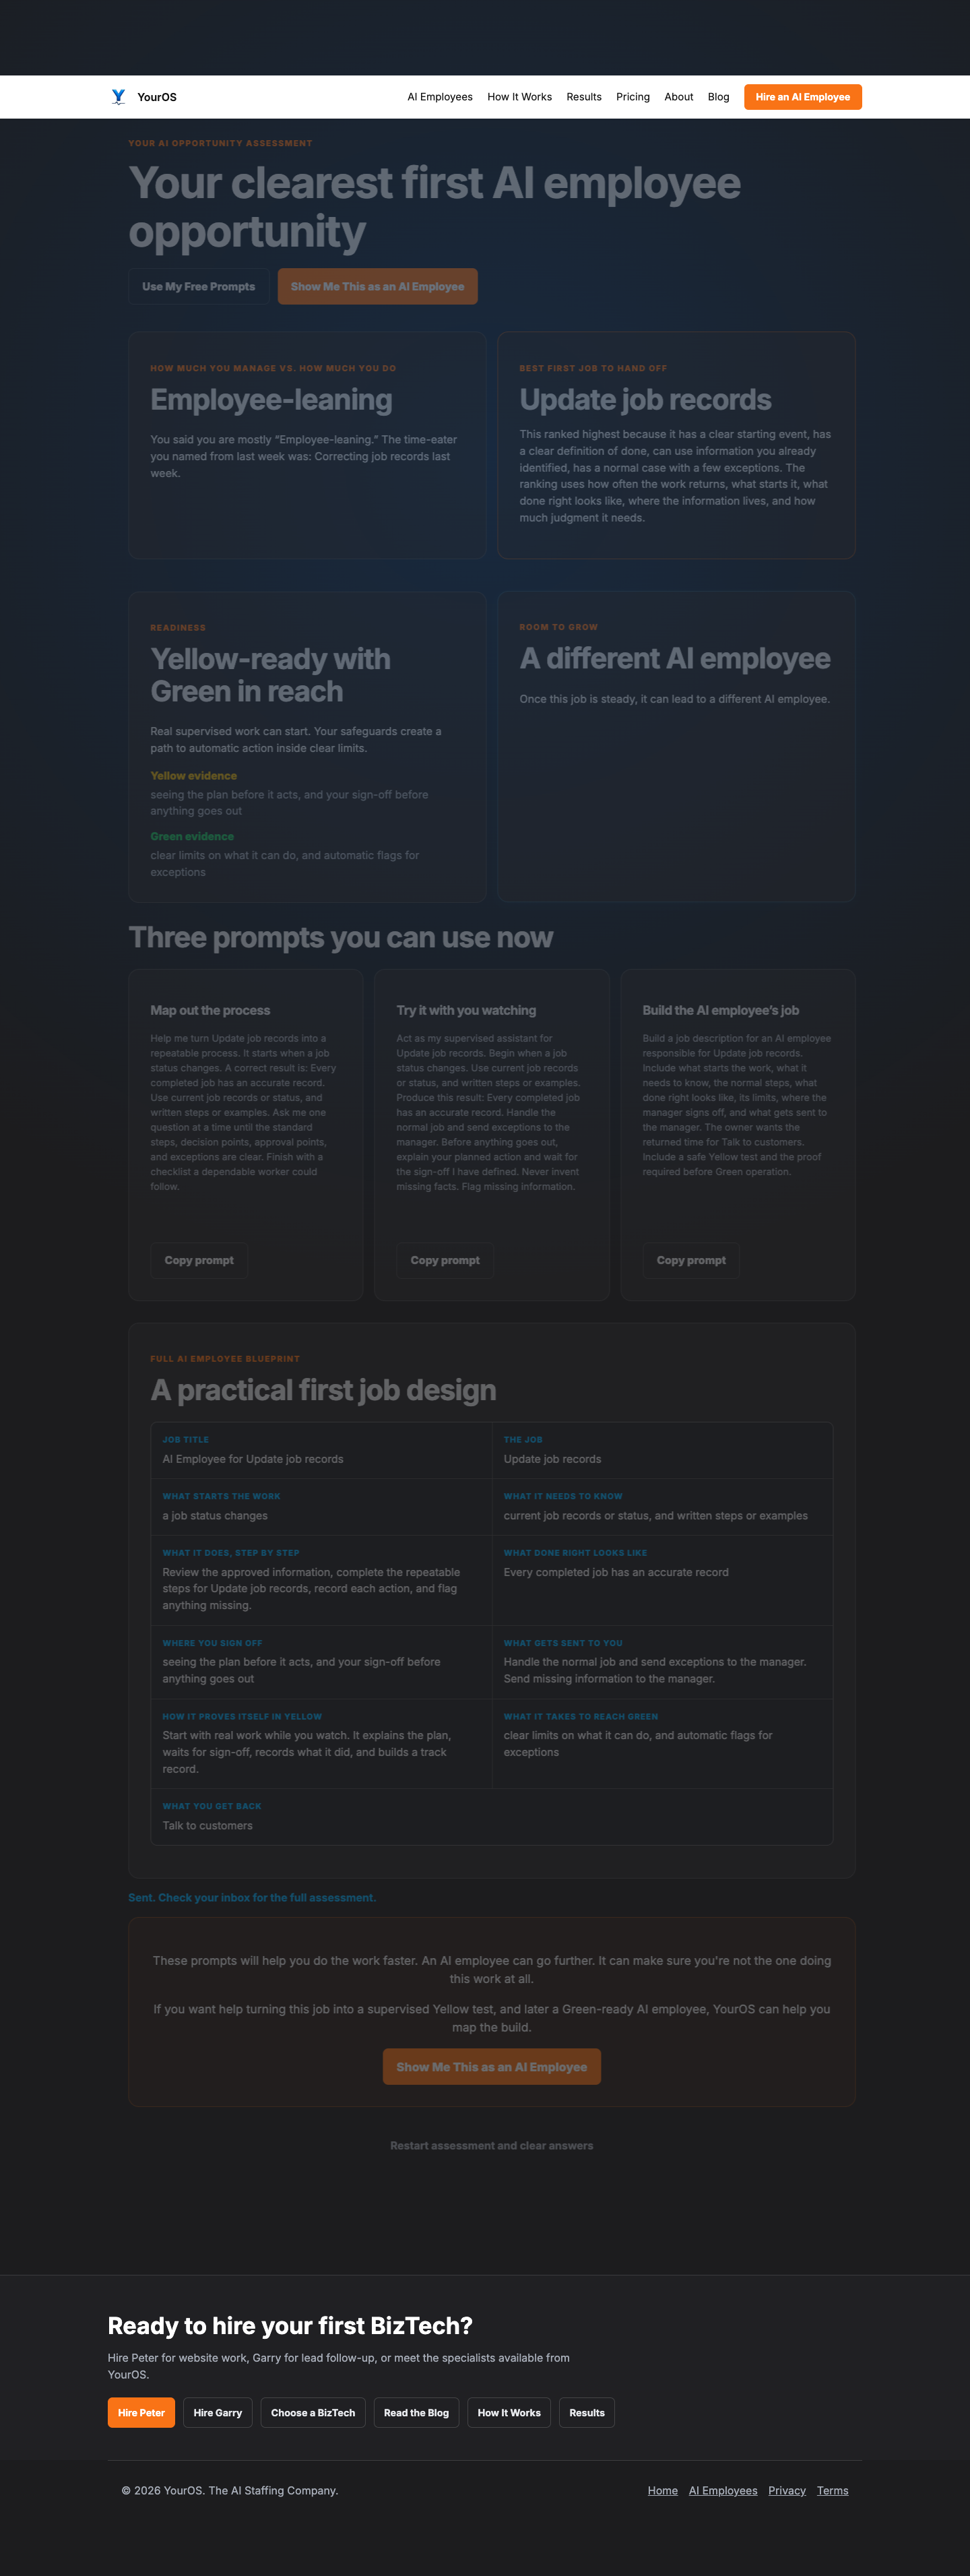 YourOS
AI Employees How It Works Results Pricing About Blog Hire an AI Employee
YOUR AI OPPORTUNITY ASSESSMENT
Your clearest first AI employee
opportunity
Use My Free Prompts Show Me This as an AI Employee
HOW MUCH YOU MANAGE VS. HOW MUCH YOU DO
Employee-leaning
You said you are mostly “Employee-leaning.” The time-eater
you named from last week was: Correcting job records last
week.
BEST FIRST JOB TO HAND OFF
Update job records
This ranked highest because it has a clear starting event, has
a clear definition of done, can use information you already
identified, has a normal case with a few exceptions. The
ranking uses how often the work returns, what starts it, what
done right looks like, where the information lives, and how
much judgment it needs.
READINESS
Yellow-ready with
Green in reach
Real supervised work can start. Your safeguards create a
path to automatic action inside clear limits.
Yellow evidence
seeing the plan before it acts, and your sign-off before
anything goes out
Green evidence
clear limits on what it can do, and automatic flags for
exceptions
ROOM TO GROW
A different AI employee
Once this job is steady, it can lead to a different AI employee.
Three prompts you can use now
Map out the process
Help me turn Update job records into a
repeatable process. It starts when a job
status changes. A correct result is: Every
completed job has an accurate record.
Use current job records or status, and
written steps or examples. Ask me one
question at a time until the standard
steps, decision points, approval points,
and exceptions are clear. Finish with a
checklist a dependable worker could
follow.
Copy prompt
Try it with you watching
Act as my supervised assistant for
Update job records. Begin when a job
status changes. Use current job records
or status, and written steps or examples.
Produce this result: Every completed job
has an accurate record. Handle the
normal job and send exceptions to the
manager. Before anything goes out,
explain your planned action and wait for
the sign-off I have defined. Never invent
missing facts. Flag missing information.
Copy prompt
Build the AI employee’s job
Build a job description for an AI employee
responsible for Update job records.
Include what starts the work, what it
needs to know, the normal steps, what
done right looks like, its limits, where the
manager signs off, and what gets sent to
the manager. The owner wants the
returned time for Talk to customers.
Include a safe Yellow test and the proof
required before Green operation.
Copy prompt
FULL AI EMPLOYEE BLUEPRINT
A practical first job design
JOB TITLE
AI Employee for Update job records
THE JOB
Update job records
WHAT STARTS THE WORK
a job status changes
WHAT IT NEEDS TO KNOW
current job records or status, and written steps or examples
WHAT IT DOES, STEP BY STEP
Review the approved information, complete the repeatable
steps for Update job records, record each action, and flag
anything missing.
WHAT DONE RIGHT LOOKS LIKE
Every completed job has an accurate record
WHERE YOU SIGN OFF
seeing the plan before it acts, and your sign-off before
anything goes out
WHAT GETS SENT TO YOU
Handle the normal job and send exceptions to the manager.
Send missing information to the manager.
HOW IT PROVES ITSELF IN YELLOW
Start with real work while you watch. It explains the plan,
waits for sign-off, records what it did, and builds a track
record.
WHAT IT TAKES TO REACH GREEN
clear limits on what it can do, and automatic flags for
exceptions
WHAT YOU GET BACK
Talk to customers
Sent. Check your inbox for the full assessment.
These prompts will help you do the work faster. An AI employee can go further. It can make sure you're not the one doing
this work at all.
If you want help turning this job into a supervised Yellow test, and later a Green-ready AI employee, YourOS can help you
map the build.
Show Me This as an AI Employee
Restart assessment and clear answers
Ready to hire your first BizTech?
Hire Peter for website work, Garry for lead follow-up, or meet the specialists available from
YourOS.
Hire Peter Hire Garry Choose a BizTech Read the Blog How It Works Results
© 2026 YourOS. The AI Staffing Company.
Home AI Employees Privacy Terms